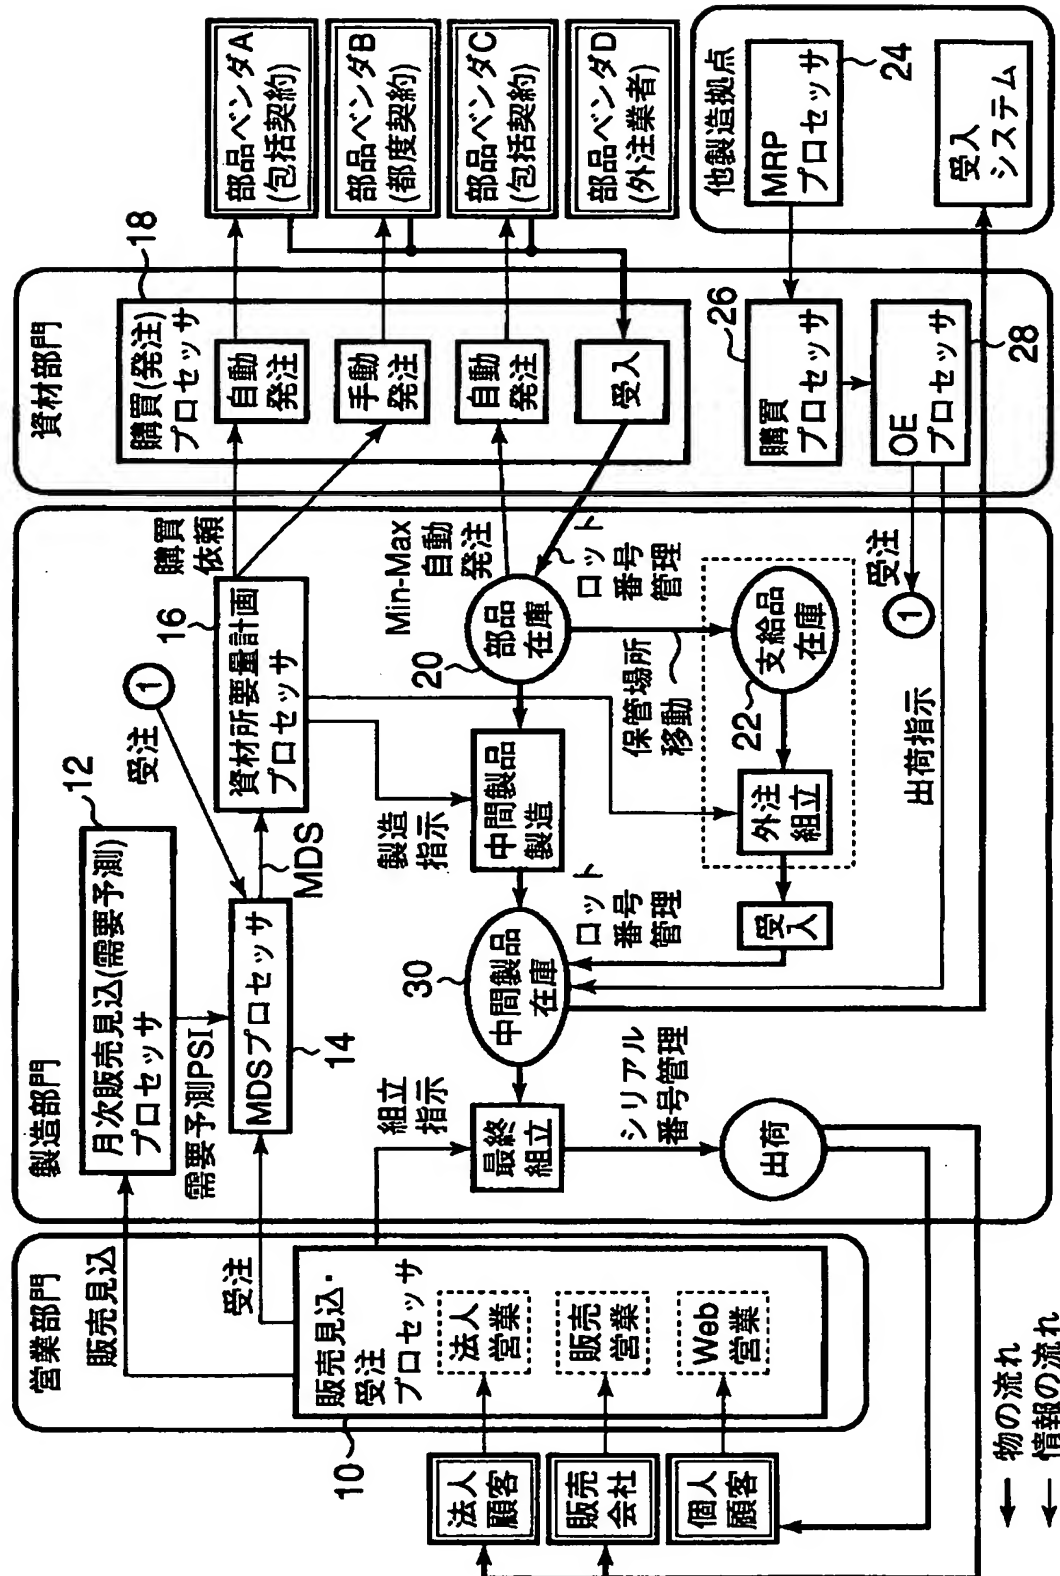 営業部門
販売見込
受注
販売見込・
受注
プロセッサ
法人
営業
販売
営業
Web
営業
10
法人
顧客
販売
会社
個人
顧客
製造部門
月次販売見込(需要予測)
プロセッサ
12
需要予測PSI
受注
1
MDSプロセッサ
14
MDS
16
資材所要量計画
プロセッサ
購買
依頼
組立
指示
最終
組立
シリアル
番号管理
出荷
30
中間製品
在庫
ロット
番号
管理
受
入
製造
指示
中間製品
製造
外注
組立
20
部品
在庫
Min-Max
自動
発注
ロット
番号
管理
保管場所
移動
22
支給品
在庫
出荷指示
受注
1
資材部門
18
購買(発注)
プロセッサ
自動
発注
手動
発注
自動
発注
受入
26
購買
プロセッサ
OE
プロセッサ
28
部品ベンダA
(包括契約)
部品ベンダB
(都度契約)
部品ベンダC
(包括契約)
部品ベンダD
(外注業者)
他製造拠点
MRP
プロセッサ
24
受入
システム
物の流れ
情報の流れ